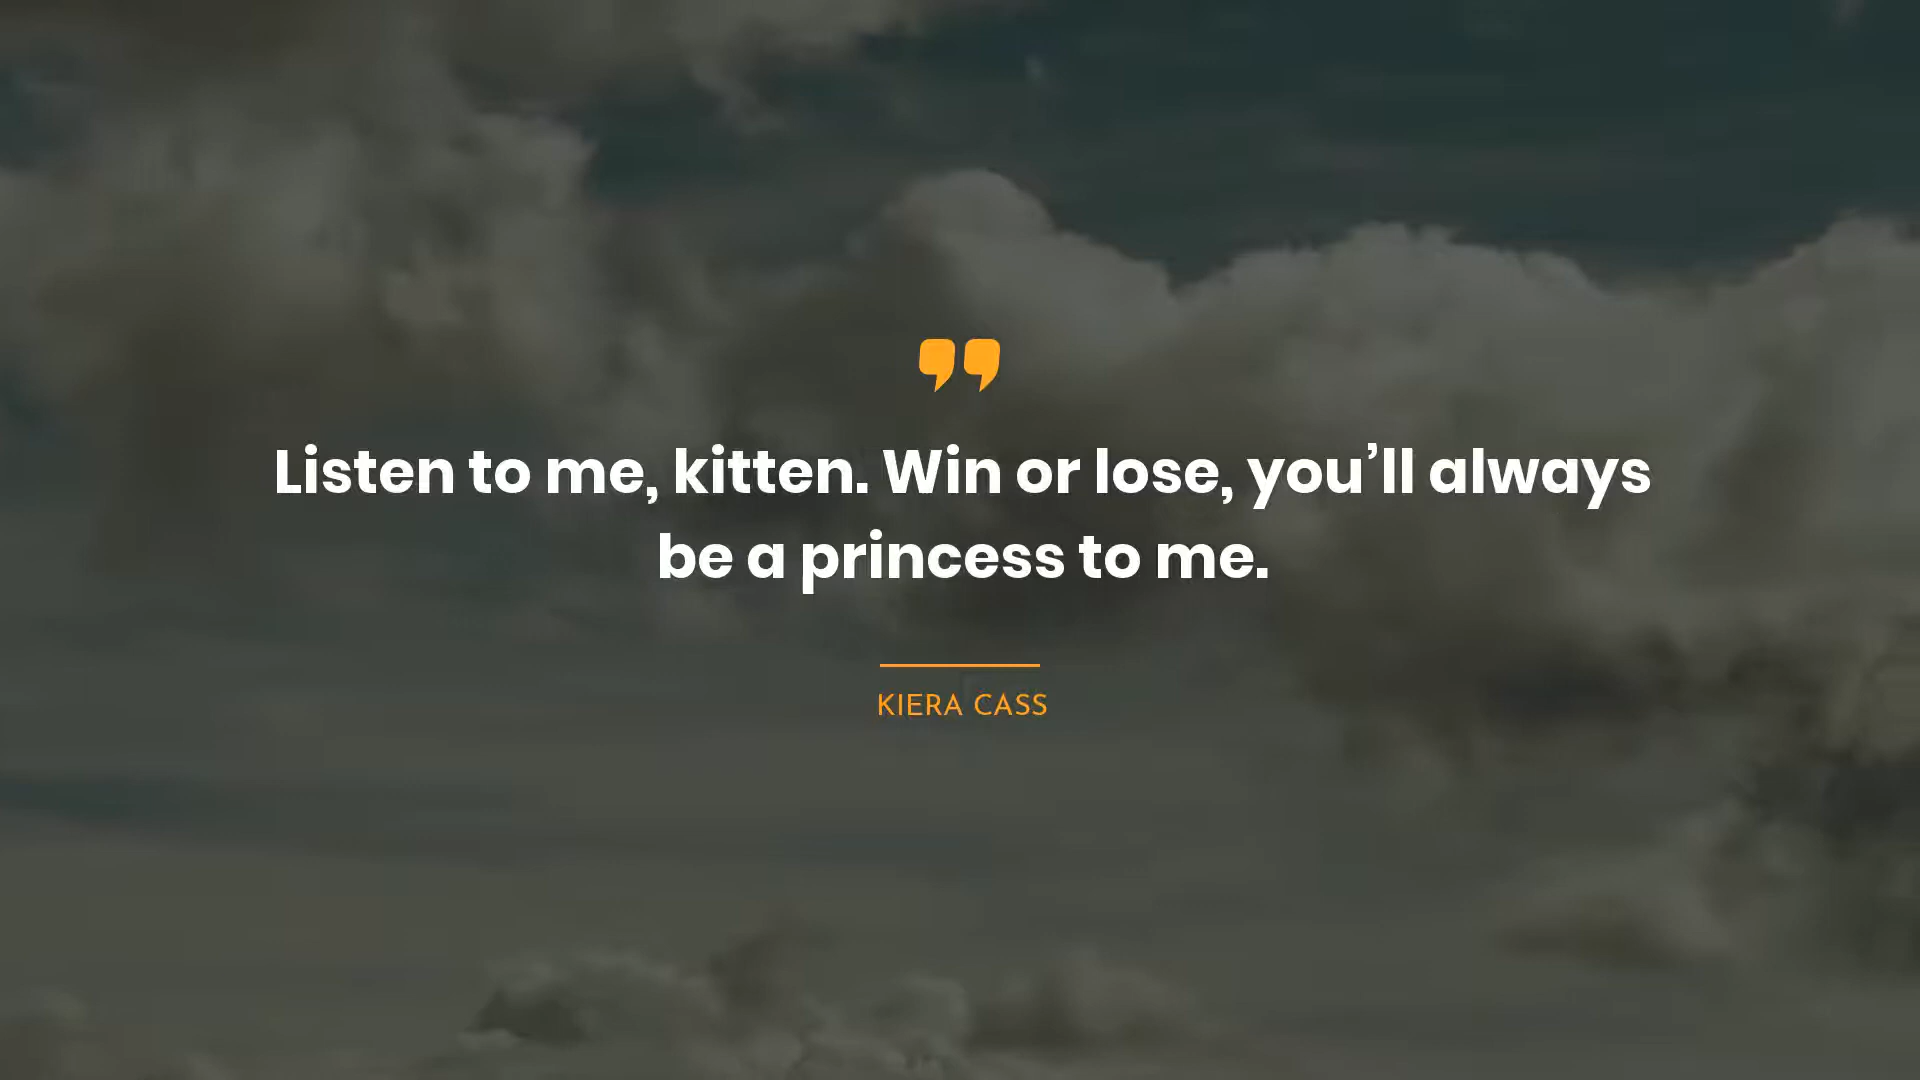 ”
Listen to me, kitten. Win or lose, you’ll always
be a princess to me.
KIERA CASS